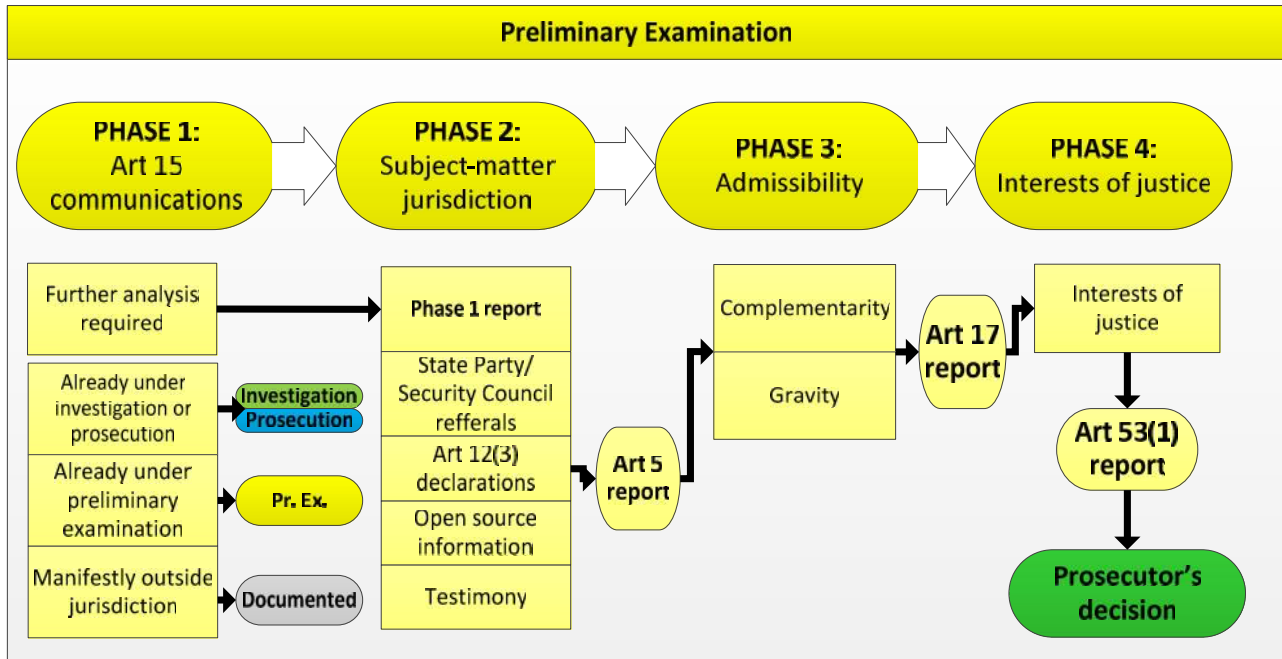 Preliminary Examination
PHASE 1:
Art 15
communications
PHASE 2:
Subject-matter
jurisdiction
PHASE 3:
Admissibility
PHASE 4:
Interests of justice
Further analysis
required
Already under
investigation or
prosecution
Already under
preliminary
examination
Manifestly outside
jurisdiction
Investigation
Prosecution
Pr. Ex.
Documented
Phase 1 report
State Party/
Security Council
refferals
Art 12(3)
declarations
Open source
information
Testimony
Art 5
report
Complementarity
Gravity
Art 17
report
Interests of
justice
Art 53(1)
report
Prosecutor’s
decision